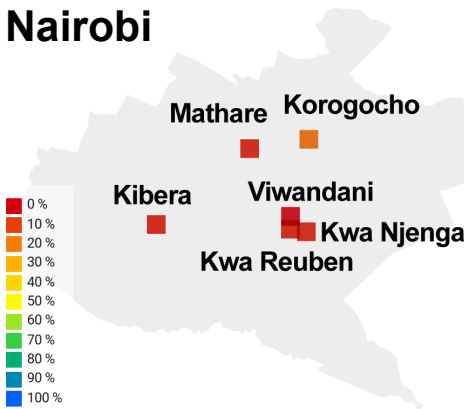 Nairobi
Mathare
Korogocho
Kibera
Viwandani
Kwa Njenga
Kwa Reuben
0 %
10 %
20 %
30 %
40 %
50 %
60 %
70 %
80 %
90 %
100 %